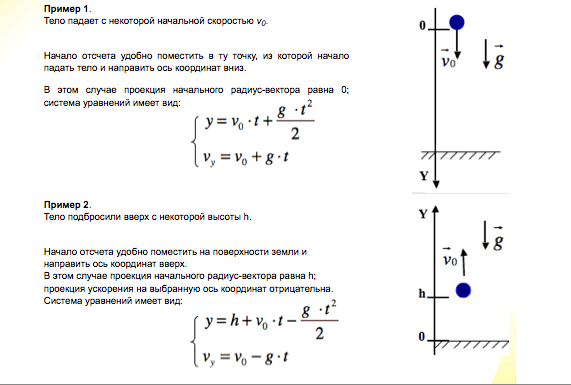 Пример 1.
Тело падает с некоторой начальной скоростью v₀.
Начало отсчета удобно поместить в ту точку, из которой начало
падать тело и направить ось координат вниз.
В этом случае проекция начального радиус-вектора равна 0;
система уравнений имеет вид:
y = v₀ · t + g · t² / 2
vᵧ = v₀ + g · t
0
v₀
g
Y
Пример 2.
Тело подбросили вверх с некоторой высоты h.
Начало отсчета удобно поместить на поверхности земли и
направить ось координат вверх.
В этом случае проекция начального радиус-вектора равна h;
проекция ускорения на выбранную ось координат отрицательна.
Система уравнений имеет вид:
y = h + v₀ · t − g · t² / 2
vᵧ = v₀ − g · t
Y
g
v₀
h
0